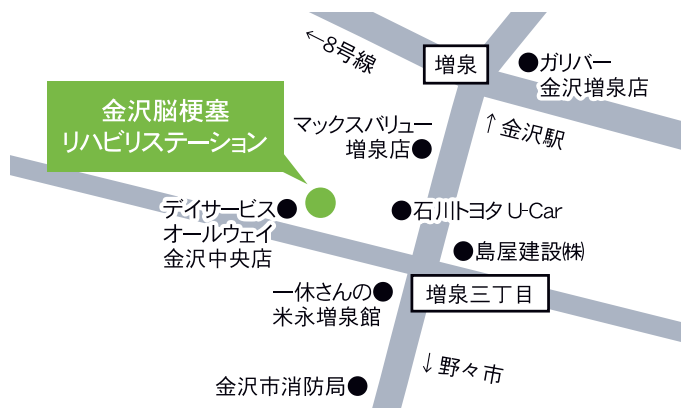 ←8号線
増泉
ガリバー
金沢増泉店
金沢脳梗塞
リハビリステーション
マックスバリュー
増泉店
↑金沢駅
デイサービス
オールウェイ
金沢中央店
石川トヨタ U-Car
島屋建設㈱
一休さんの
米永増泉館
増泉三丁目
↓野々市
金沢市消防局